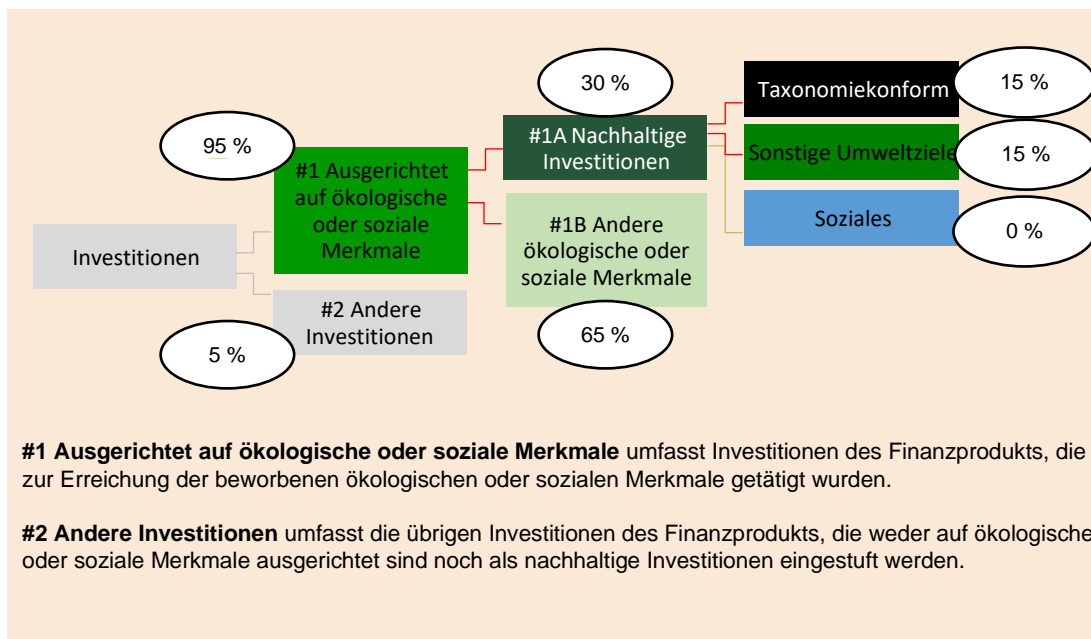 Investitionen
95 %
#1 Ausgerichtet
auf ökologische
oder soziale
Merkmale
#2 Andere
Investitionen
5 %
30 %
#1A Nachhaltige
Investitionen
#1B Andere
ökologische oder
soziale Merkmale
65 %
Taxonomiekonform
15 %
Sonstige Umweltziele
15 %
Soziales
0 %
#1 Ausgerichtet auf ökologische oder soziale Merkmale umfasst Investitionen des Finanzprodukts, die
zur Erreichung der beworbenen ökologischen oder sozialen Merkmale getätigt wurden.
#2 Andere Investitionen umfasst die übrigen Investitionen des Finanzprodukts, die weder auf ökologische
oder soziale Merkmale ausgerichtet sind noch als nachhaltige Investitionen eingestuft werden.